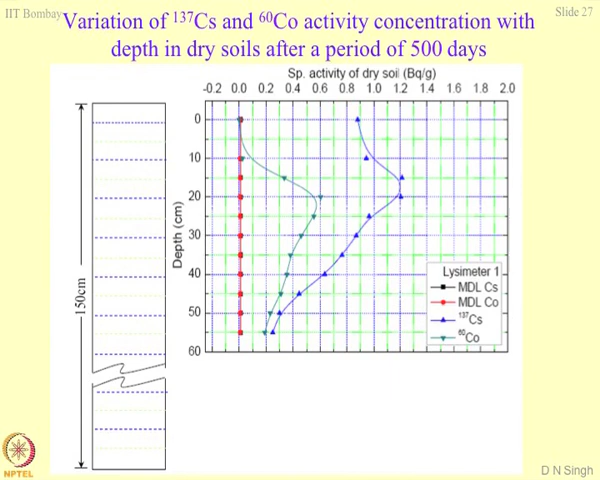 IIT Bombay
Slide 27
Variation of ¹³⁷Cs and ⁶⁰Co activity concentration with
depth in dry soils after a period of 500 days
Sp. activity of dry soil (Bq/g)
-0.2 0.0 0.2 0.4 0.6 0.8 1.0 1.2 1.4 1.6 1.8 2.0
Depth (cm)
0
10
20
30
40
50
60
150cm
Lysimeter 1
MDL Cs
MDL Co
¹³⁷Cs
⁶⁰Co
NPTEL
D N Singh